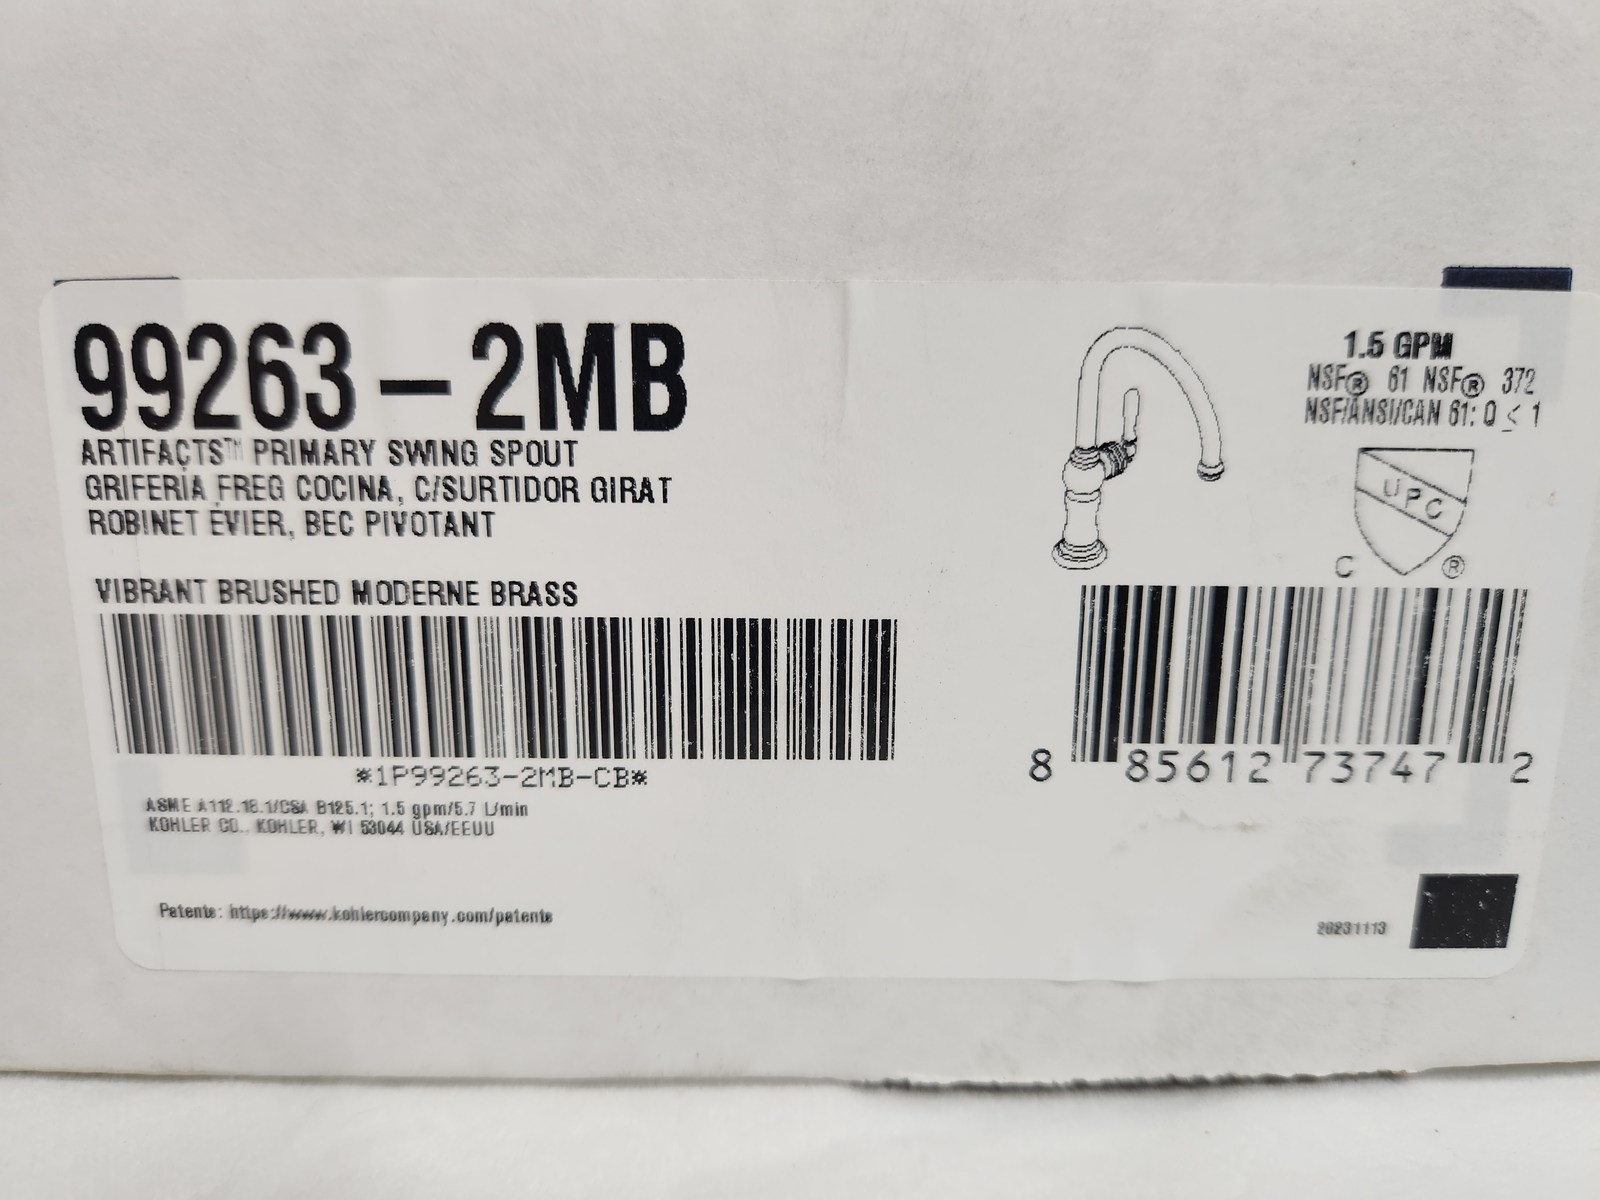 99263-2MB
ARTIFACTS™ PRIMARY SWING SPOUT
GRIFERÍA FREG COCINA, C/SURTIDOR GIRAT
ROBINET ÉVIER, BEC PIVOTANT
VIBRANT BRUSHED MODERNE BRASS
*1P99263-2MB-CB*
ASME A112.18.1/CSA B125.1; 1.5 gpm/5.7 L/min
KOHLER CO., KOHLER, WI 53044 USA/EEUU
Patents: https://www.kohlercompany.com/patents
1.5 GPM
NSF® 61 NSF® 372
NSF/ANSI/CAN 61: Q ≤ 1
UPC
C ®
8 85612 73747 2
20231113